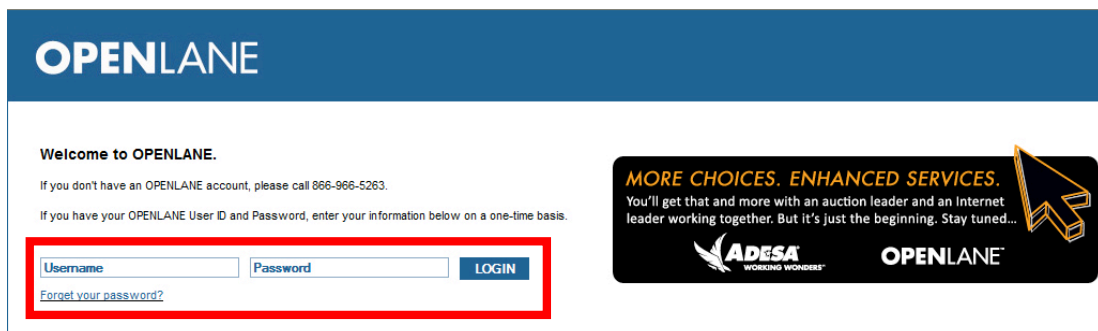 OPENLANE
Welcome to OPENLANE.
If you don't have an OPENLANE account, please call 866-966-5263.
If you have your OPENLANE User ID and Password, enter your information below on a one-time basis.
Username Password LOGIN
Forget your password?
MORE CHOICES. ENHANCED SERVICES.
You'll get that and more with an auction leader and an Internet
leader working together. But it's just the beginning. Stay tuned...
ADESA OPENLANE™
WORKING WONDERS™